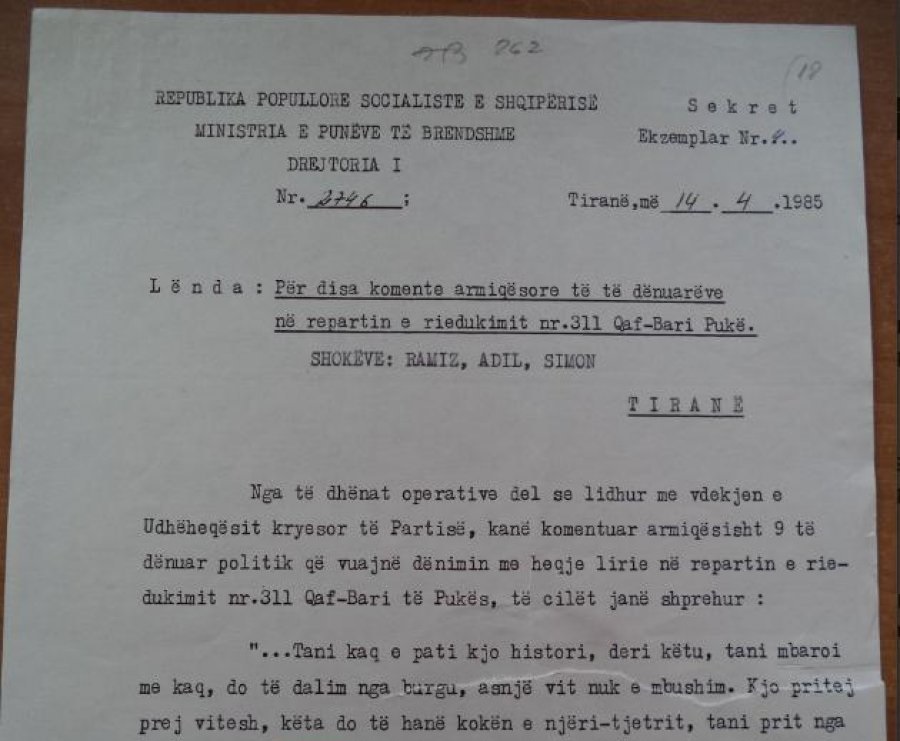 262
18
REPUBLIKA POPULLORE SOCIALISTE E SHQIPËRISË
Sekret
MINISTRIA E PUNËVE TË BRENDSHME
Ekzemplar Nr...
DREJTORIA I
Nr. 2746 ;
Tiranë,më 14 . 4 .1985
Lënda: Për disa komente armiqësore të të dënuarëve
në repartin e riedukimit nr.311 Qaf-Bari Pukë.
SHOKËVE: RAMIZ, ADIL, SIMON
TIRANË
Nga të dhënat operative del se lidhur me vdekjen e
Udhëheqësit kryesor të Partisë, kanë komentuar armiqësisht 9 të
dënuar politik që vuajnë dënimin me heqje lirie në repartin e rie-
dukimit nr.311 Qaf-Bari të Pukës, të cilët janë shprehur :
"...Tani kaq e pati kjo histori, deri këtu, tani mbaroi
me kaq, do të dalim nga burgu, asnjë vit nuk e mbushim. Kjo pritej
prej vitesh, këta do të hanë kokën e njëri-tjetrit, tani prit nga